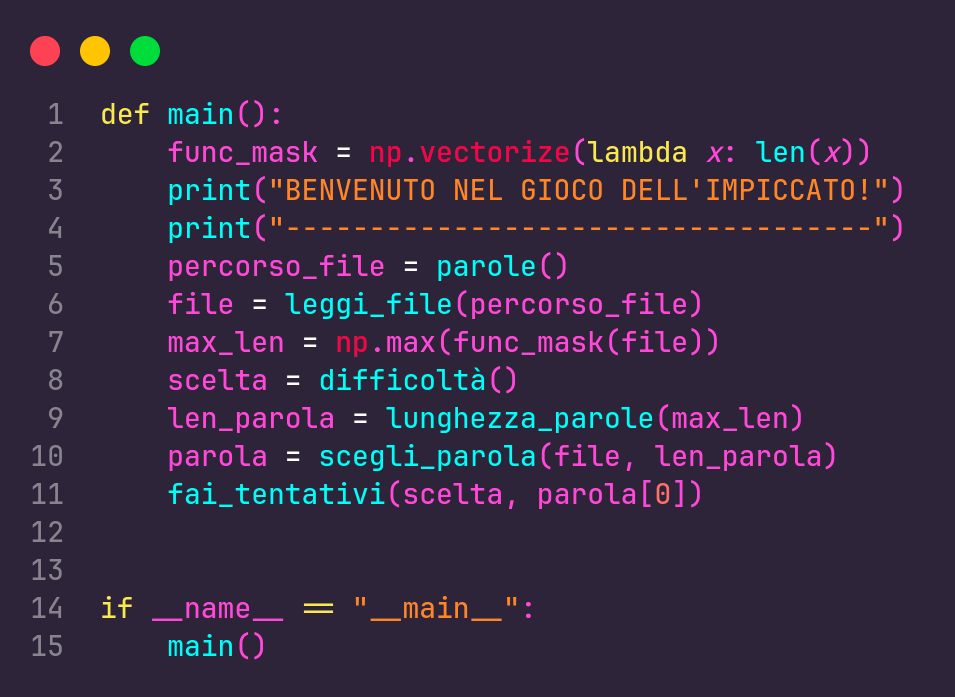 1 def main():
2     func_mask = np.vectorize(lambda x: len(x))
3     print("BENVENUTO NEL GIOCO DELL'IMPICCATO!")
4     print("-----------------------------------")
5     percorso_file = parole()
6     file = leggi_file(percorso_file)
7     max_len = np.max(func_mask(file))
8     scelta = difficoltà()
9     len_parola = lunghezza_parole(max_len)
10     parola = scegli_parola(file, len_parola)
11     fai_tentativi(scelta, parola[0])
12
13
14 if __name__ == "__main__":
15     main()